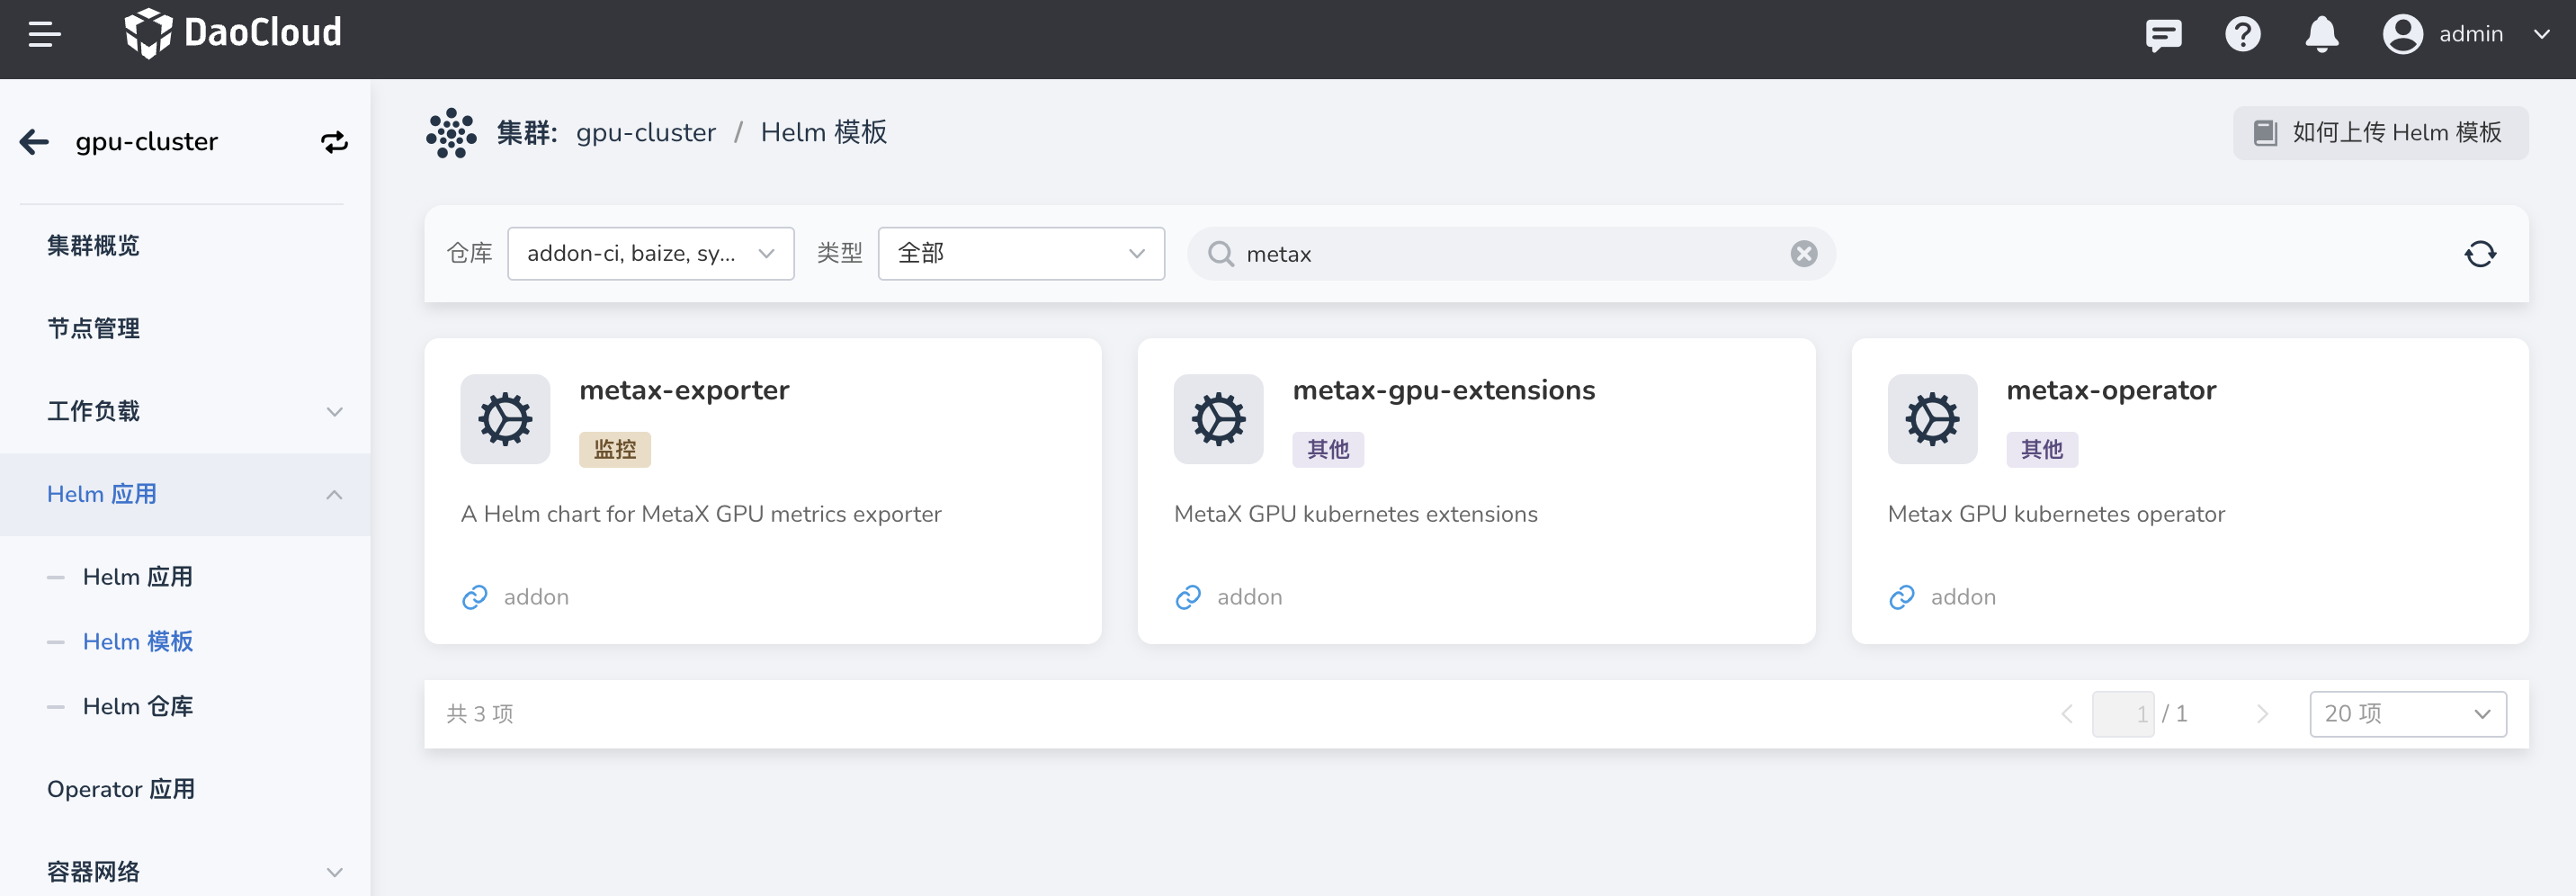 DaoCloud
admin
gpu-cluster
集群概览
节点管理
工作负载
Helm 应用
Helm 应用
Helm 模板
Helm 仓库
Operator 应用
容器网络
集群: gpu-cluster / Helm 模板
如何上传 Helm 模板
仓库 addon-ci, baize, sy... 类型 全部 metax
metax-exporter
监控
A Helm chart for MetaX GPU metrics exporter
addon
metax-gpu-extensions
其他
MetaX GPU kubernetes extensions
addon
metax-operator
其他
Metax GPU kubernetes operator
addon
共 3 项
1 / 1
20 项